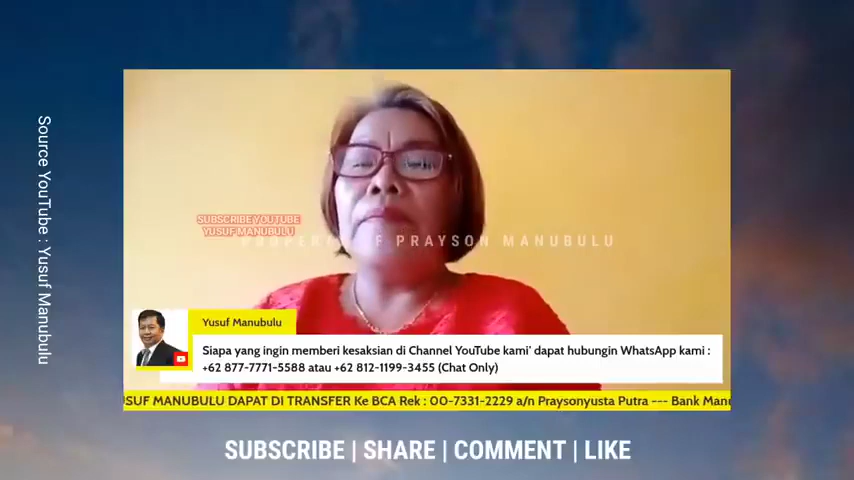 Source YouTube : Yusuf Manubulu
SUBSCRIBE YOUTUBE
YUSUF MANUBULU
PROPERTY OF PRAYSON MANUBULU
Yusuf Manubulu
Siapa yang ingin memberi kesaksian di Channel YouTube kami' dapat hubungin WhatsApp kami :
+62 877-7771-5588 atau +62 812-1199-3455 (Chat Only)
USUF MANUBULU DAPAT DI TRANSFER Ke BCA Rek : 00-7331-2229 a/n Praysonyusta Putra --- Bank Man
SUBSCRIBE | SHARE | COMMENT | LIKE